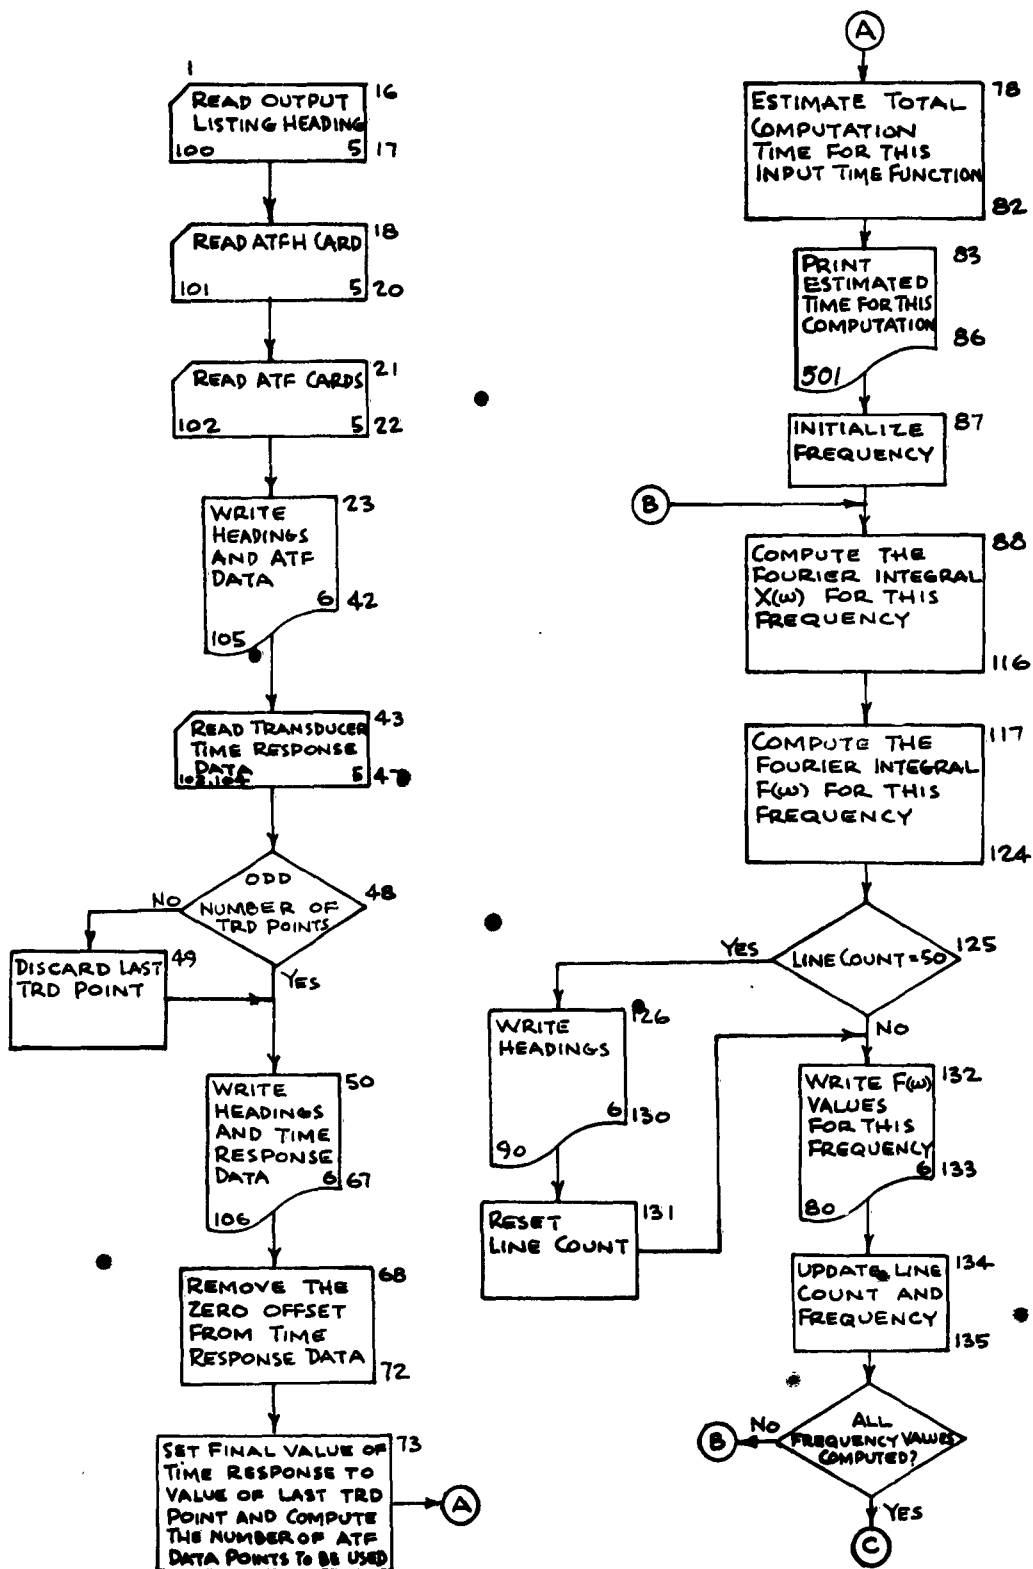 1
READ OUTPUT
LISTING HEADING
16
100
5
17
READ ATFH CARD
18
101
5
20
READ ATF CARDS
21
102
5
22
WRITE
HEADINGS
AND ATF
DATA
23
6
42
105
READ TRANSDUCER
TIME RESPONSE
DATA
43
103,104
5
47
ODD
NUMBER OF
TRD POINTS
48
NO
YES
DISCARD LAST
TRD POINT
49
WRITE
HEADINGS
AND TIME
RESPONSE
DATA
50
6
67
106
REMOVE THE
ZERO OFFSET
FROM TIME
RESPONSE DATA
68
72
SET FINAL VALUE OF
TIME RESPONSE TO
VALUE OF LAST TRD
POINT AND COMPUTE
THE NUMBER OF ATF
DATA POINTS TO BE USED
73
A
A
ESTIMATE TOTAL
COMPUTATION
TIME FOR THIS
INPUT TIME FUNCTION
78
82
PRINT
ESTIMATED
TIME FOR THIS
COMPUTATION
83
86
501
INITIALIZE
FREQUENCY
87
B
COMPUTE THE
FOURIER INTEGRAL
X(ω) FOR THIS
FREQUENCY
88
116
COMPUTE THE
FOURIER INTEGRAL
F(ω) FOR THIS
FREQUENCY
117
124
LINE COUNT=50
125
YES
NO
WRITE
HEADINGS
126
6
130
90
RESET
LINE COUNT
131
WRITE F(ω)
VALUES
FOR THIS
FREQUENCY
132
6
133
80
UPDATE LINE
COUNT AND
FREQUENCY
134
135
ALL
FREQUENCY VALUES
COMPUTED?
NO
B
YES
C